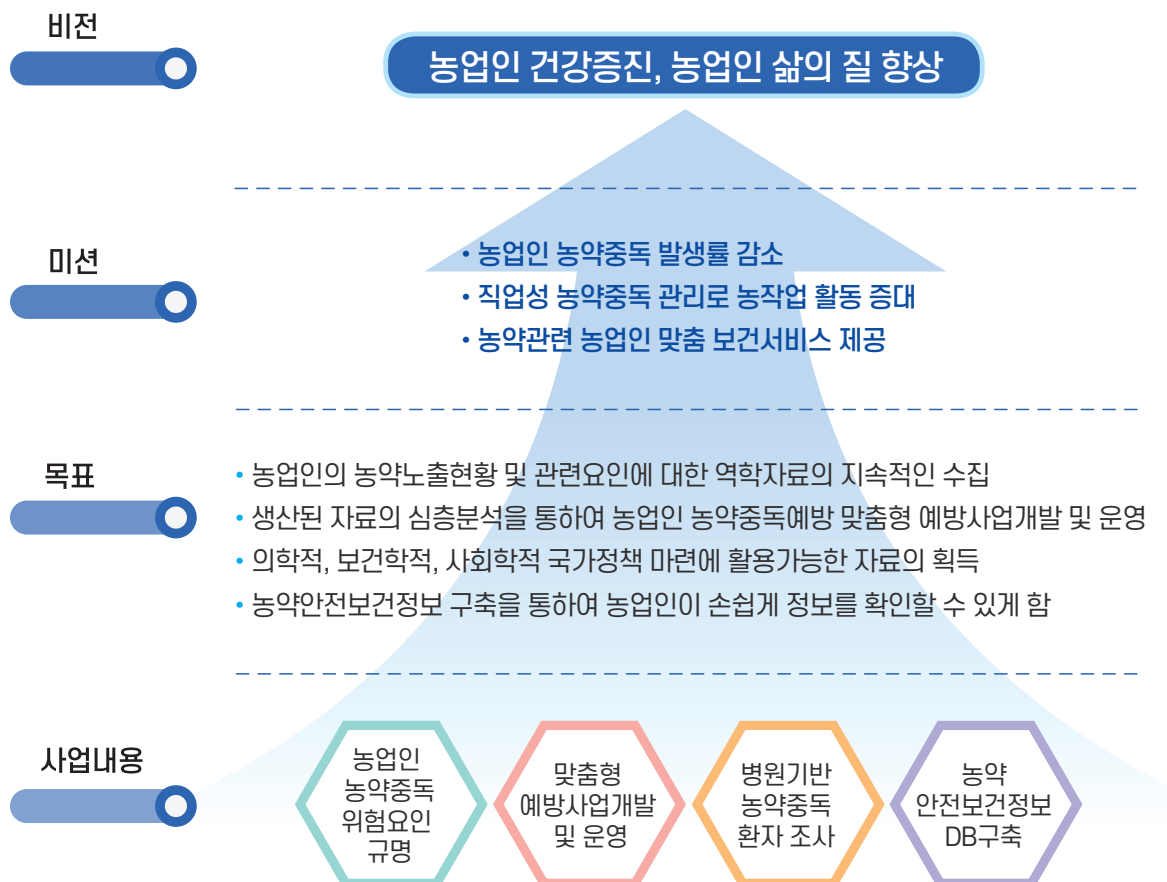 비전
농업인 건강증진, 농업인 삶의 질 향상
미션
• 농업인 농약중독 발생률 감소
• 직업성 농약중독 관리로 농작업 활동 증대
• 농약관련 농업인 맞춤 보건서비스 제공
목표
• 농업인의 농약노출현황 및 관련요인에 대한 역학자료의 지속적인 수집
• 생산된 자료의 심층분석을 통하여 농업인 농약중독예방 맞춤형 예방사업개발 및 운영
• 의학적, 보건학적, 사회학적 국가정책 마련에 활용가능한 자료의 획득
• 농약안전보건정보 구축을 통하여 농업인이 손쉽게 정보를 확인할 수 있게 함
사업내용
농업인
농약중독
위험요인
규명
맞춤형
예방사업개발
및 운영
병원기반
농약중독
환자 조사
농약
안전보건정보
DB구축